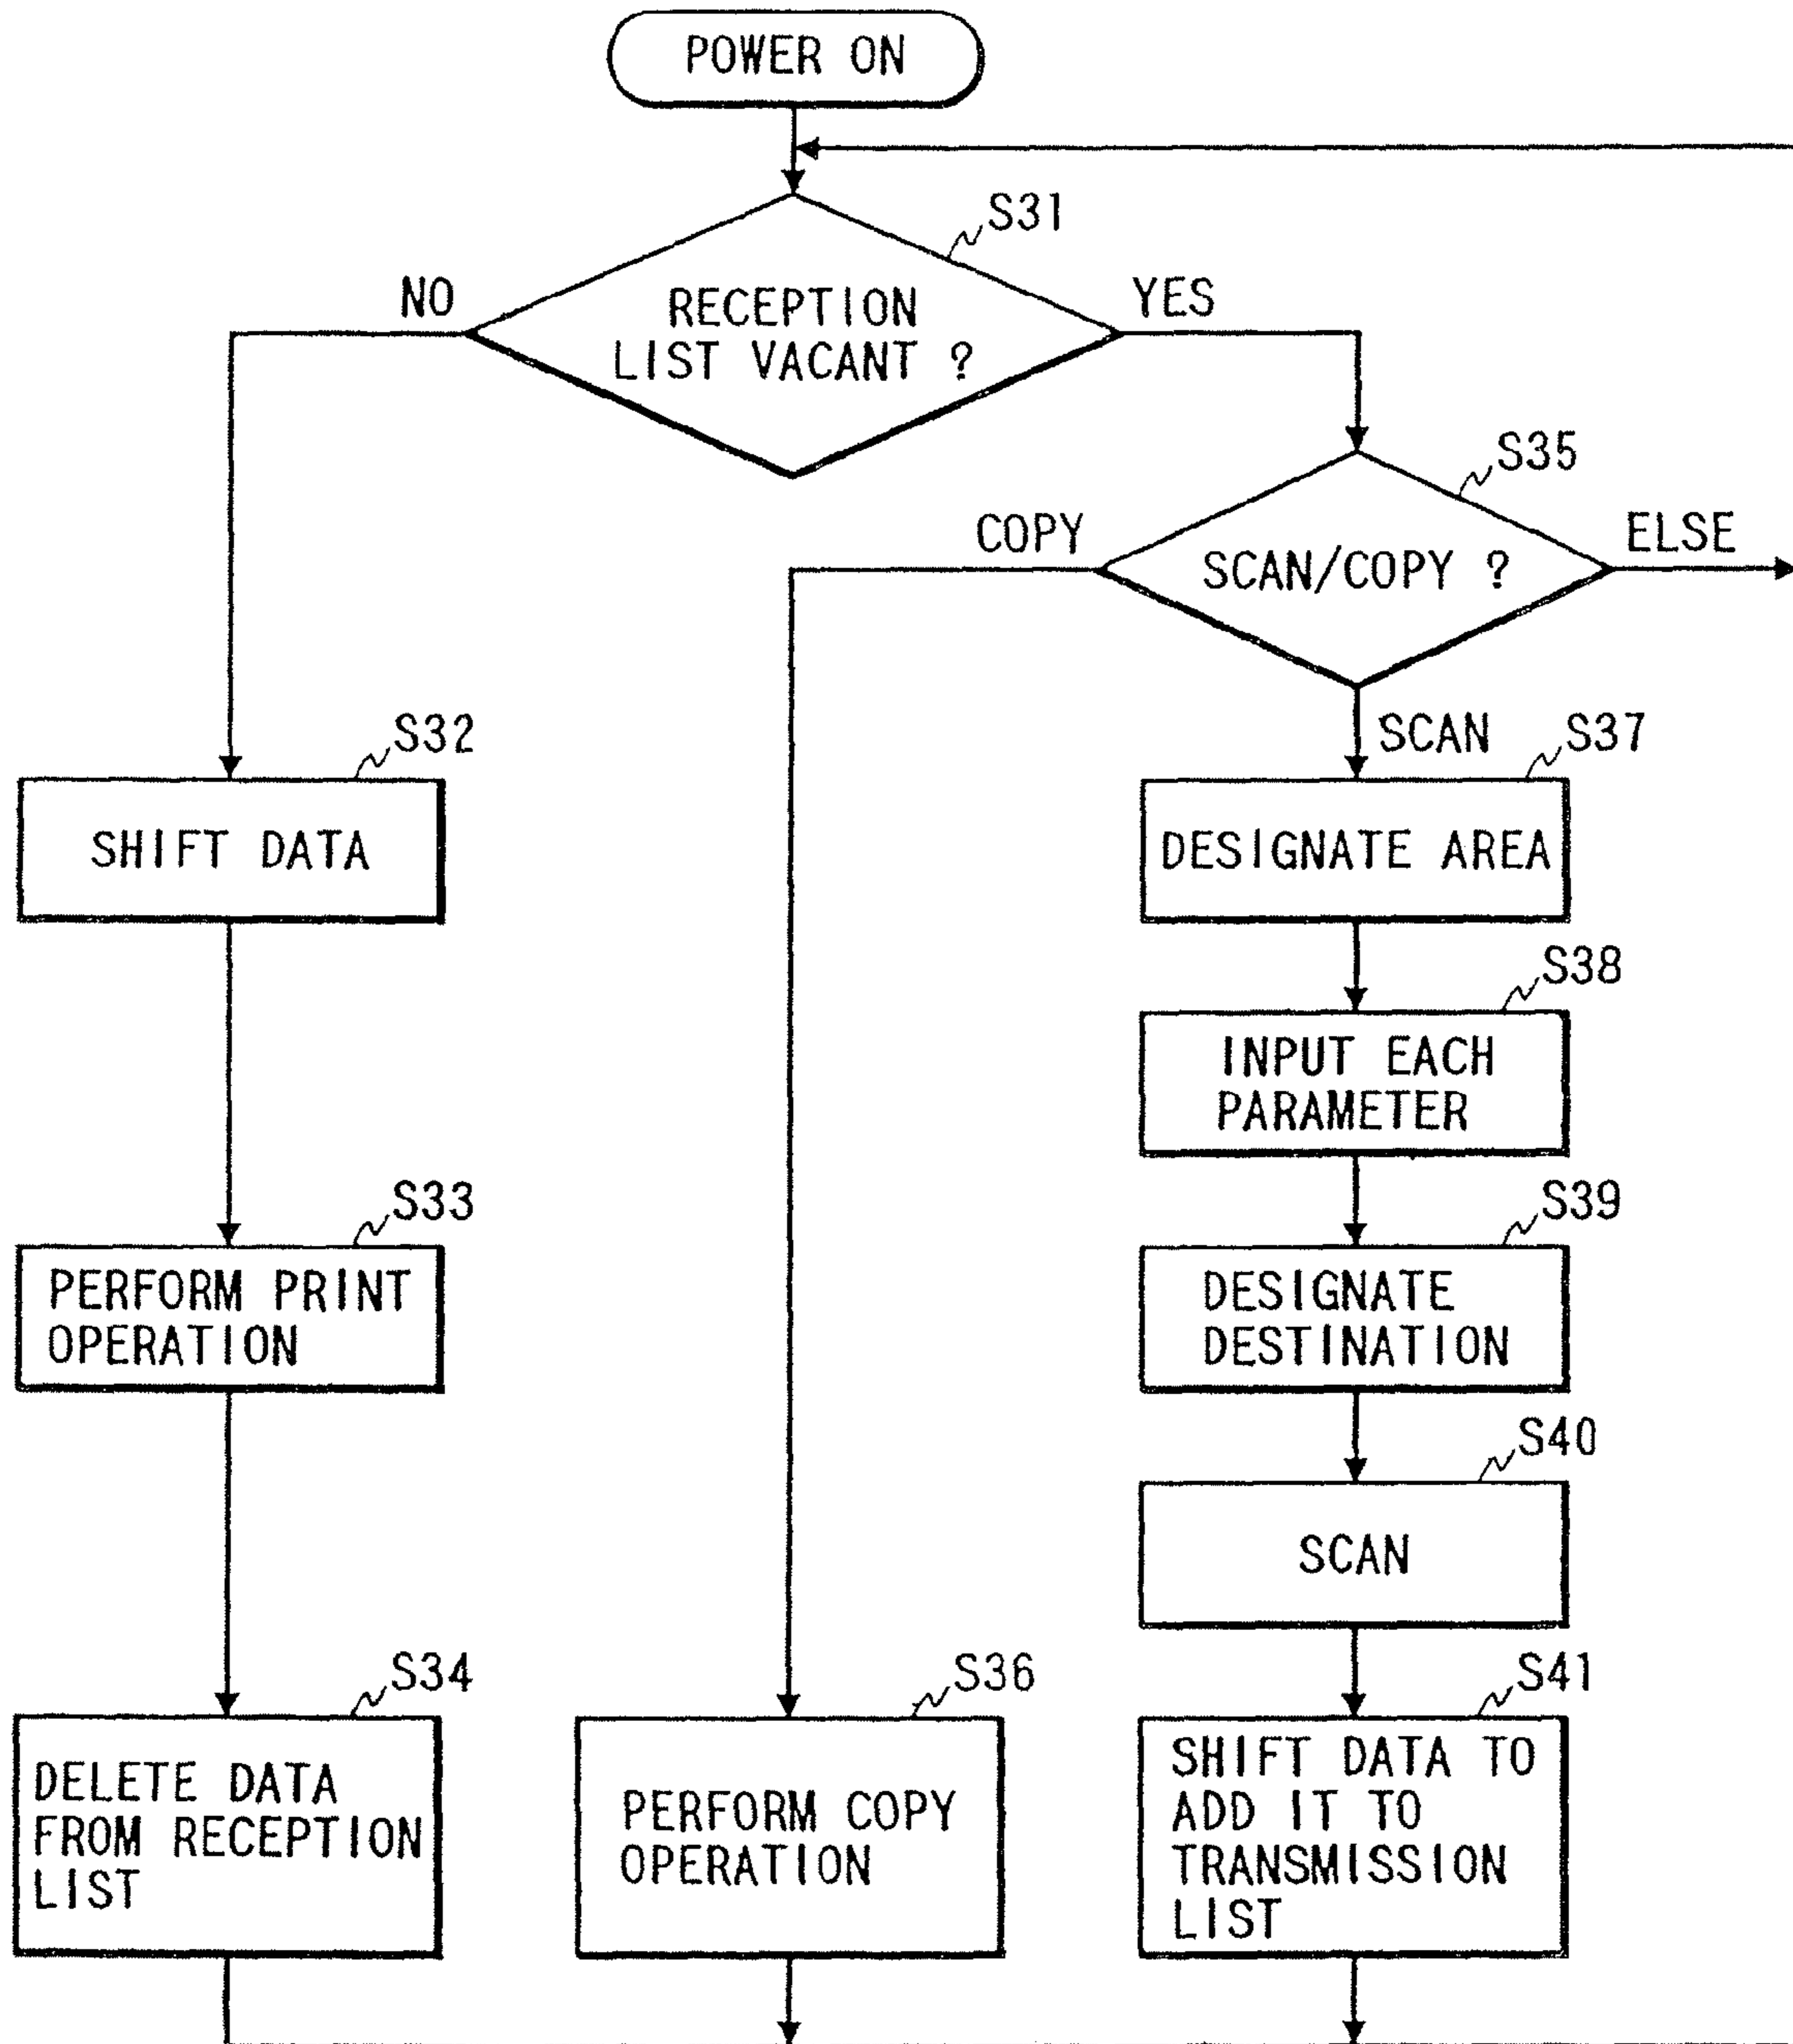 POWER ON
S31
NO
RECEPTION
LIST VACANT ?
YES
S35
COPY
SCAN/COPY ?
ELSE
S32
SCAN
S37
SHIFT DATA
DESIGNATE AREA
S38
INPUT EACH
PARAMETER
S33
S39
PERFORM PRINT
OPERATION
DESIGNATE
DESTINATION
S40
SCAN
S34
S36
S41
DELETE DATA
FROM RECEPTION
LIST
PERFORM COPY
OPERATION
SHIFT DATA TO
ADD IT TO
TRANSMISSION
LIST